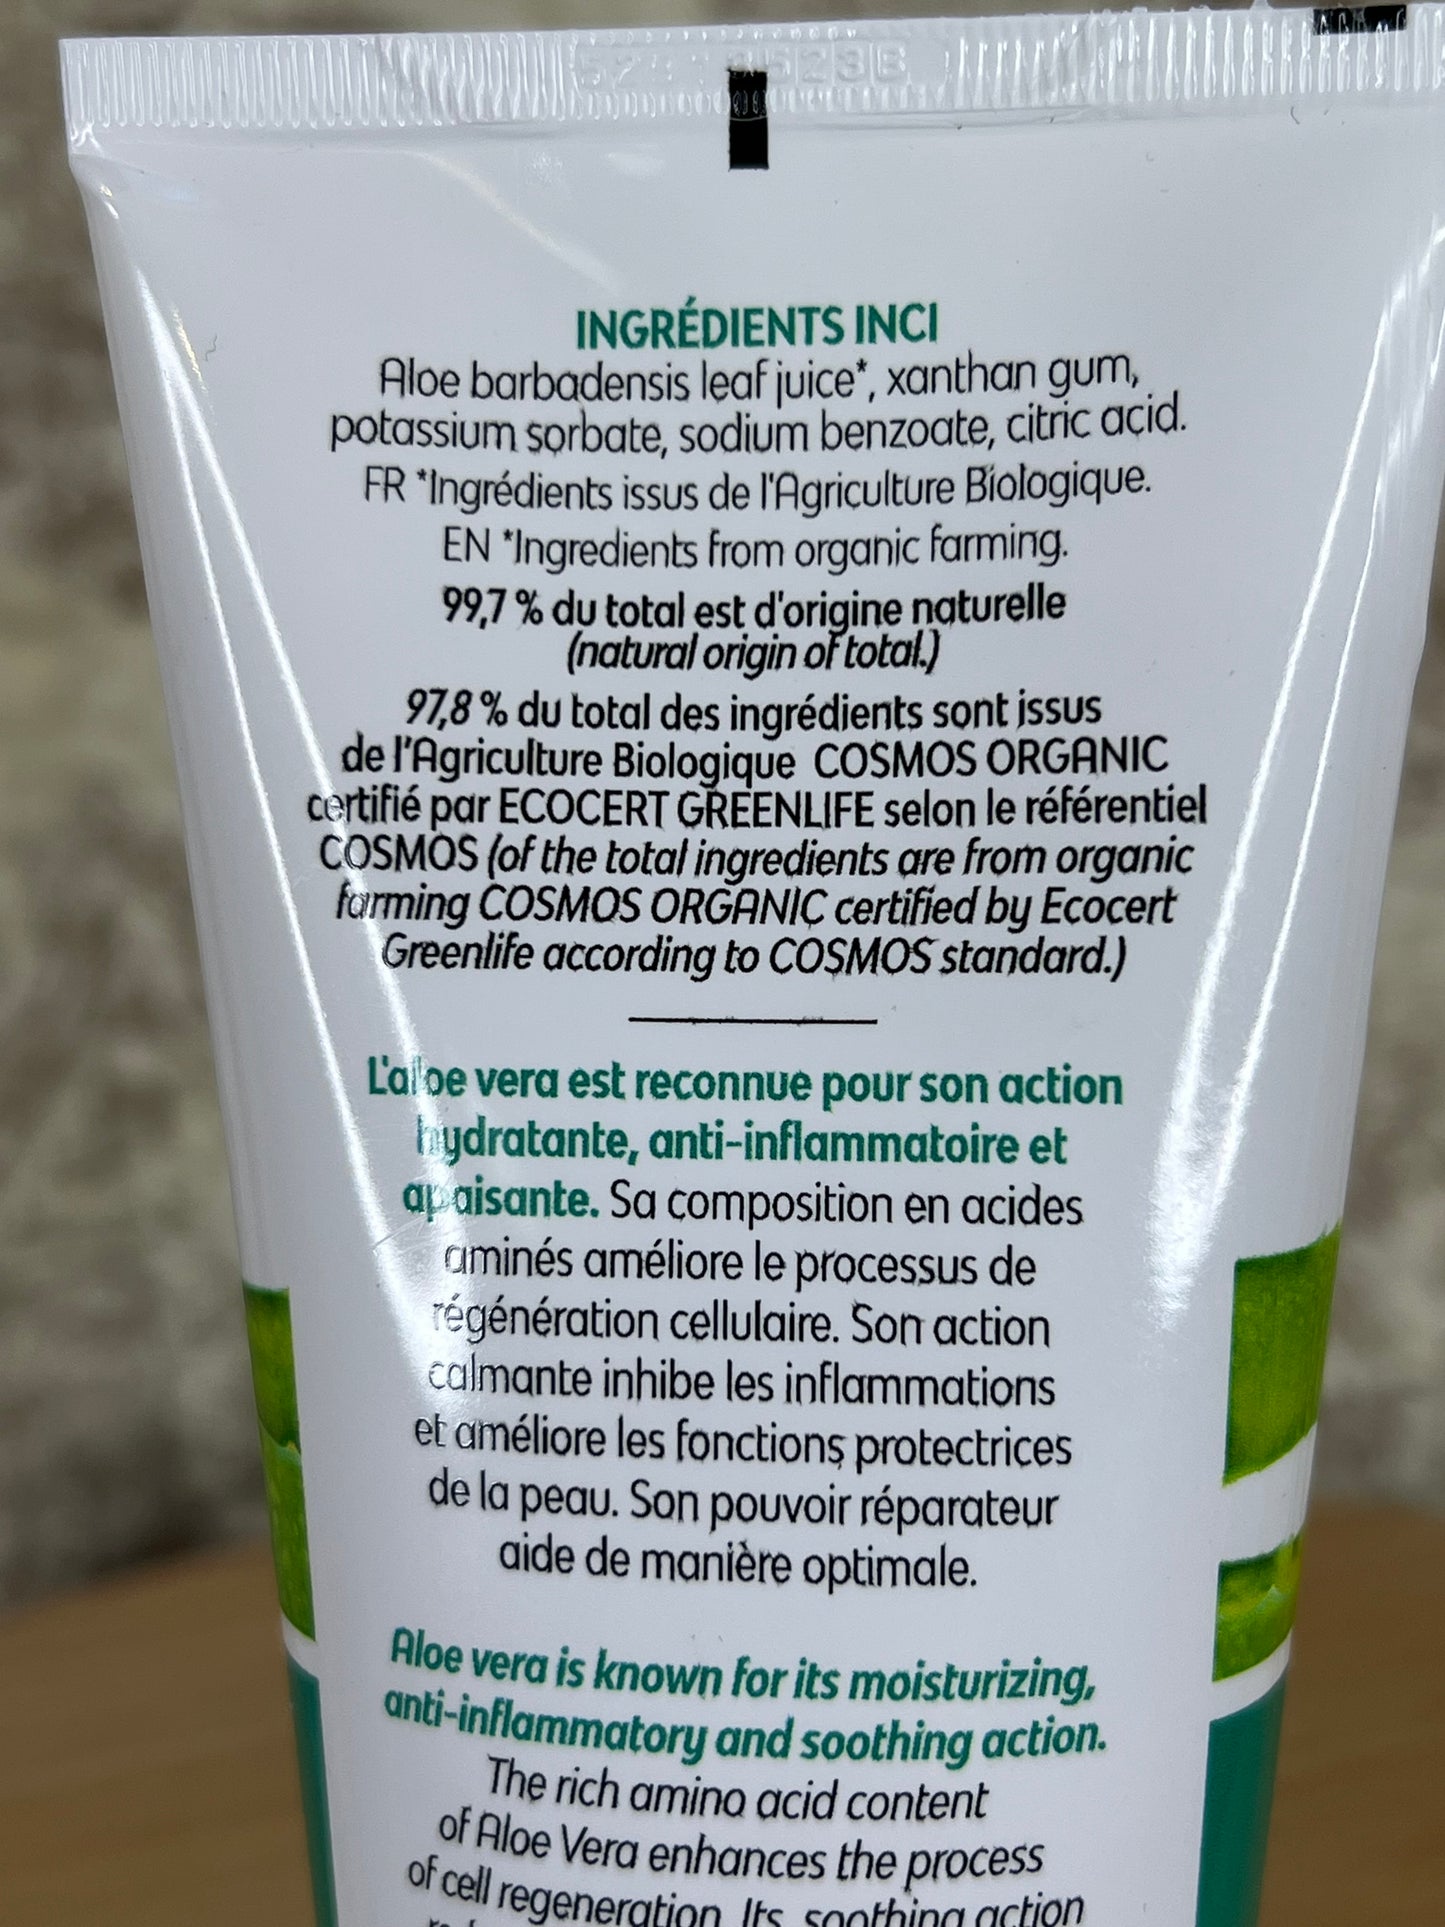 INGRÉDIENTS INCI
Aloe barbadensis leaf juice*, xanthan gum,
potassium sorbate, sodium benzoate, citric acid.
FR *Ingrédients issus de l'Agriculture Biologique.
EN *Ingredients from organic farming.
99,7 % du total est d'origine naturelle
(natural origin of total.)
97,8 % du total des ingrédients sont issus
de l'Agriculture Biologique COSMOS ORGANIC
certifié par ECOCERT GREENLIFE selon le référentiel
COSMOS (of the total ingredients are from organic
farming COSMOS ORGANIC certified by Ecocert
Greenlife according to COSMOS standard.)
L'aloe vera est reconnue pour son action
hydratante, anti-inflammatoire et
apaisante. Sa composition en acides
aminés améliore le processus de
régénération cellulaire. Son action
calmante inhibe les inflammations
et améliore les fonctions protectrices
de la peau. Son pouvoir réparateur
aide de manière optimale.
Aloe vera is known for its moisturizing,
anti-inflammatory and soothing action.
The rich amino acid content
of Aloe Vera enhances the process
of cell regeneration. Its soothing action